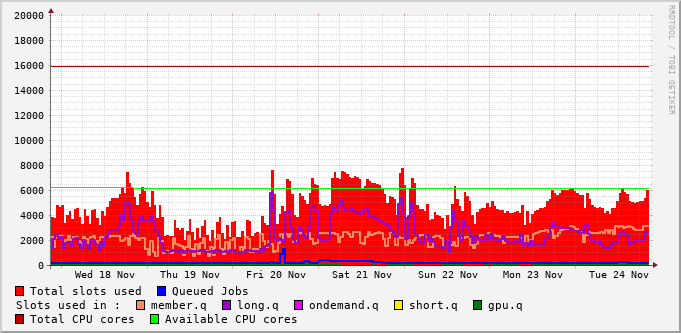 RRDTOOL / TOBI OETIKER
20000
18000
16000
14000
12000
10000
8000
6000
4000
2000
0
Wed 18 Nov Thu 19 Nov Fri 20 Nov Sat 21 Nov Sun 22 Nov Mon 23 Nov Tue 24 Nov
Total slots used Queued Jobs
Slots used in : member.q long.q ondemand.q short.q gpu.q
Total CPU cores Available CPU cores